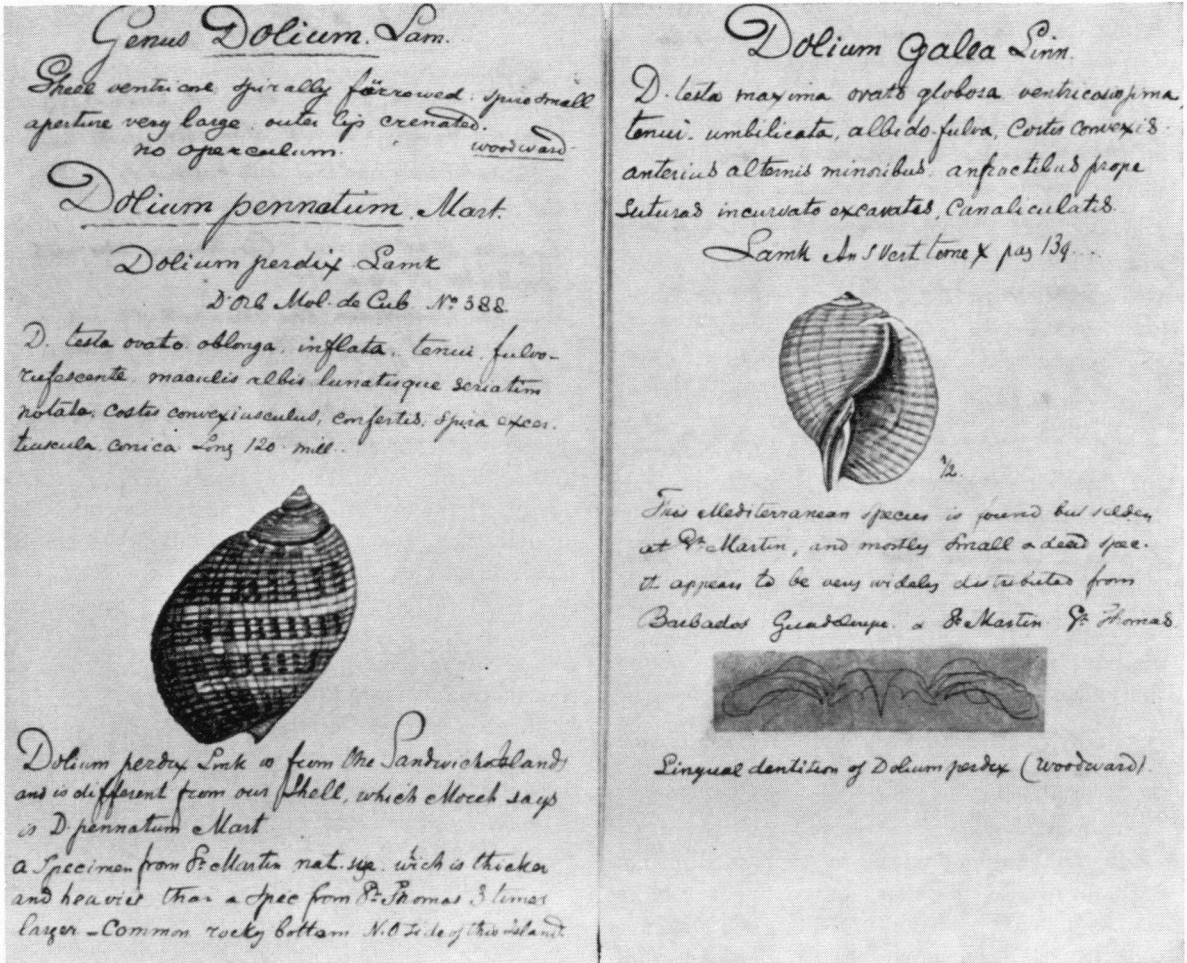 Genus Dolium. Lam.
Shell ventricose spirally furrowed: spire small
aperture very large. outer lip crenated.
no operculum. woodward
Dolium pennatum. Mart.
Dolium perdix Lamk
D'Orb Mol. de Cub No 388.
D. testa ovato oblonga, inflata, tenui, fulvo-
rufescente, maculis albis lunatisque seriatim
notata, costis convexiusculus, confertis, spira exser-
tiuscula conica Long 120 mill..
Dolium perdix Lmk is from the Sandwich Islands
and is different from our Shell, which Morch says
is D. pennatum Mart
a Specimen from St Martin nat. size. wich is thicker
and heavier than a spec from St Thomas 3 times
larger – Common rocky bottom N.O side of this Island
Dolium Galea Linn.
D. testa maxima ovato globosa ventricosissima,
tenui. umbilicata, albido-fulva, Costis convexis
anterius alternis minoribus, anfractibus prope
Suturas incurvato excavatis, Canaliculatis.
Lamk An S Vert tome X pag 139...
1/2.
This Mediterranean species is found but selden
at St Martin, and mostly small a dead spec.
it appears to be very widely distributed from
Barbados Guadeloupe. a St Martin St Thomas.
Lingual dentition of Dolium perdix (Woodward)